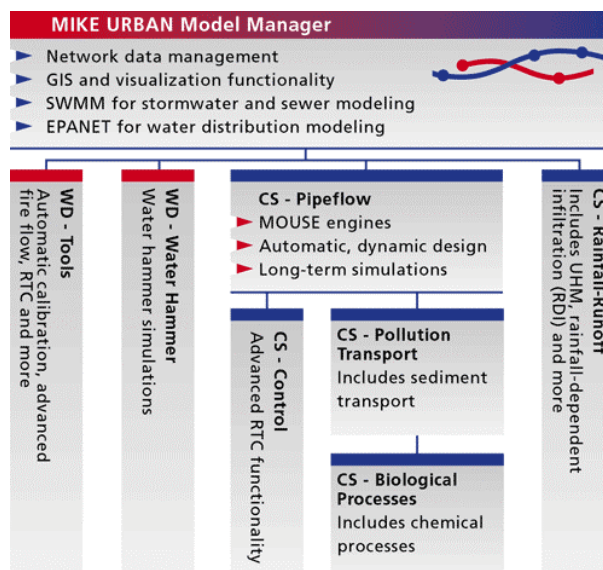 MIKE URBAN Model Manager
Network data management
GIS and visualization functionality
SWMM for stormwater and sewer modeling
EPANET for water distribution modeling
WD - Tools
Automatic calibration, advanced
fire flow, RTC and more
WD - Water Hammer
Water hammer simulations
CS - Pipeflow
MOUSE engines
Automatic, dynamic design
Long-term simulations
CS - Control
Advanced RTC functionality
CS - Pollution
Transport
Includes sediment
transport
CS - Biological
Processes
Includes chemical
processes
CS - Rainfall-Runoff
Includes UHM, rainfall-dependent
infiltration (RDI) and more